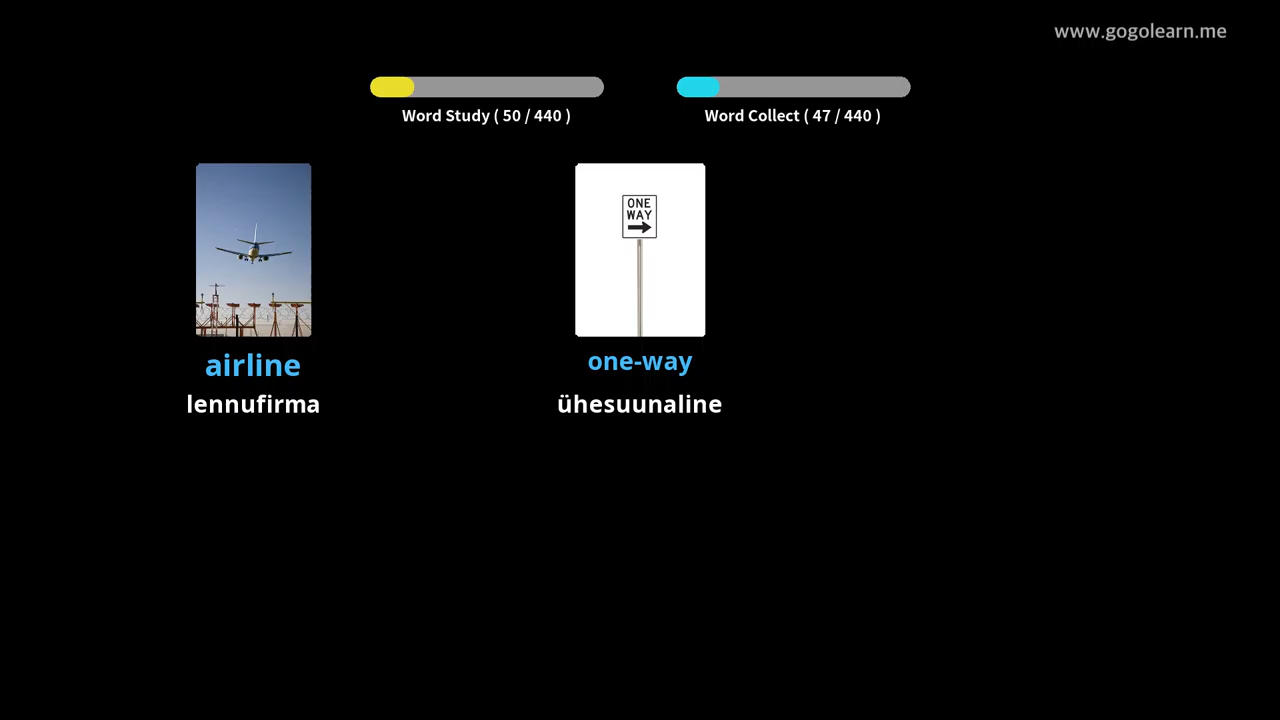 www.gogolearn.me
Word Study ( 50 / 440 )
Word Collect ( 47 / 440 )
ONE
WAY
airline
lennufirma
one-way
ühesuunaline